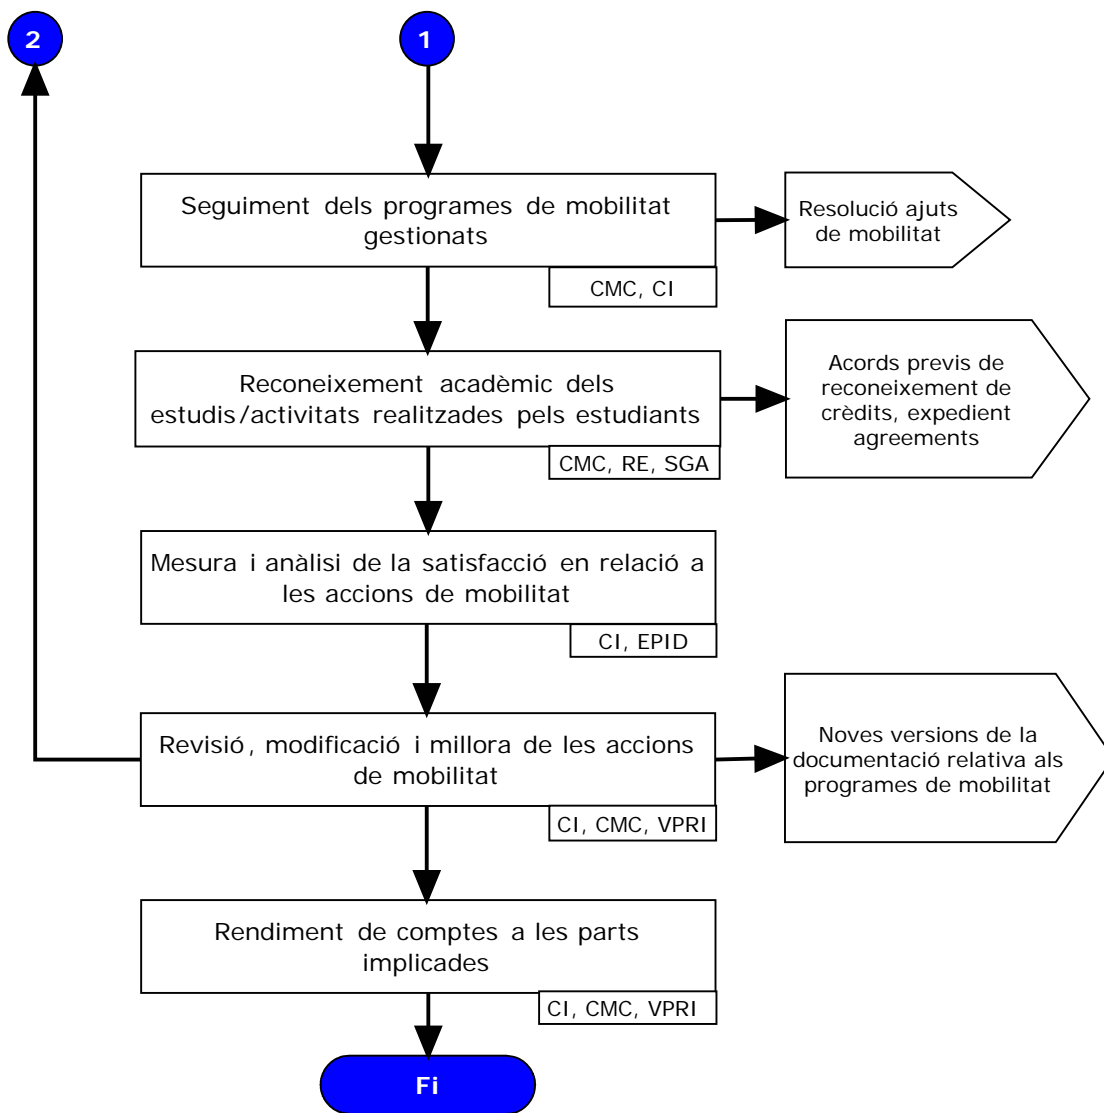 2
1
Seguiment dels programes de mobilitat
gestionats
CMC, CI
Resolució ajuts
de mobilitat
Reconeixement acadèmic dels
estudis/activitats realitzades pels estudiants
CMC, RE, SGA
Acords previs de
reconeixement de
crèdits, expedient
agreements
Mesura i anàlisi de la satisfacció en relació a
les accions de mobilitat
CI, EPID
Revisió, modificació i millora de les accions
de mobilitat
CI, CMC, VPRI
Noves versions de la
documentació relativa als
programes de mobilitat
Rendiment de comptes a les parts
implicades
CI, CMC, VPRI
Fi